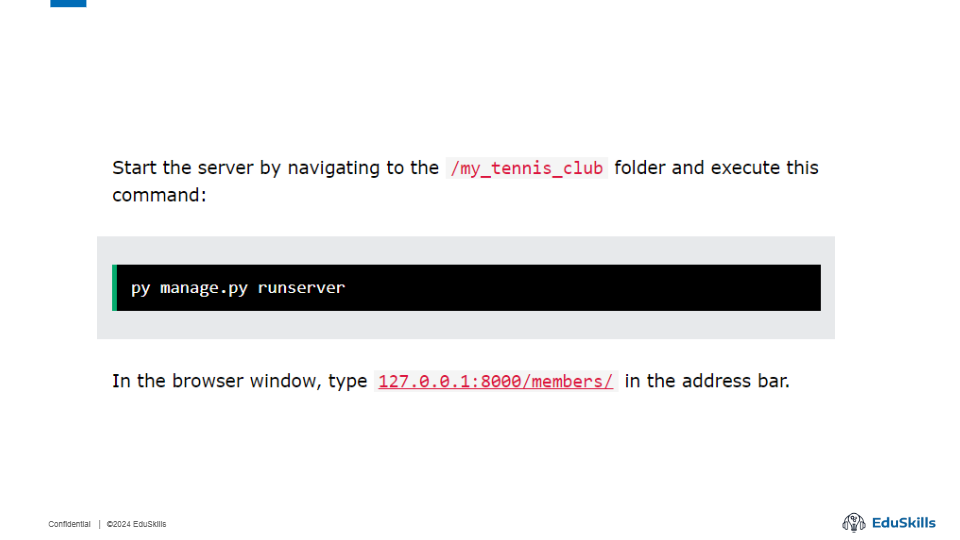 Start the server by navigating to the /my_tennis_club folder and execute this
command:
py manage.py runserver
In the browser window, type 127.0.0.1:8000/members/ in the address bar.
Confidential | ©2024 EduSkills
EduSkills